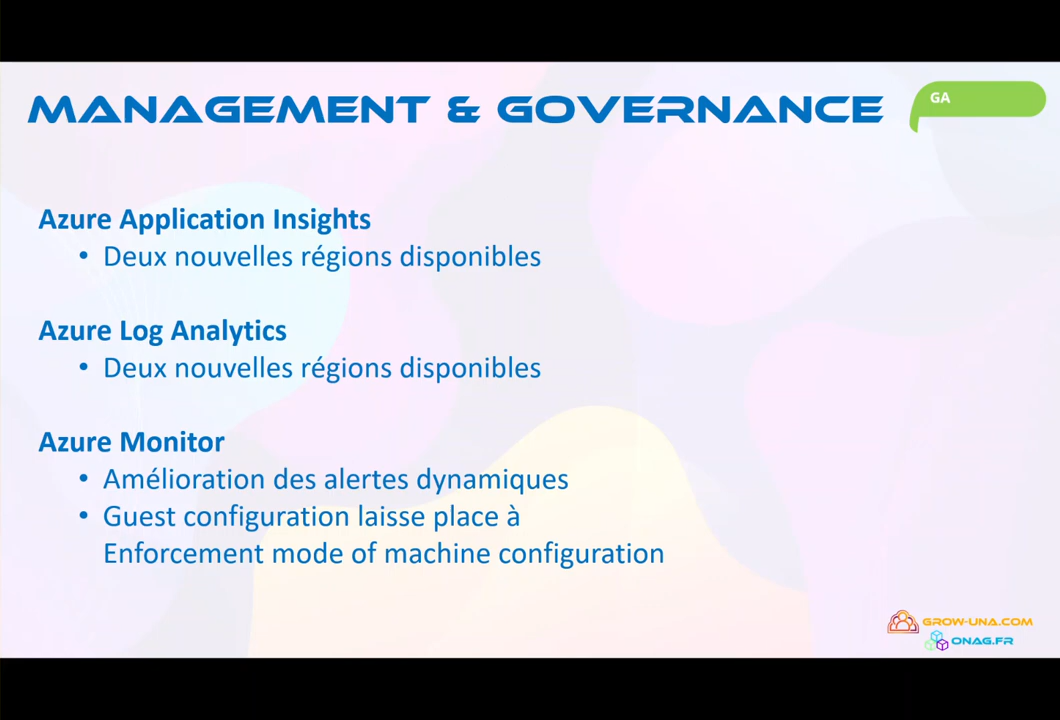 MANAGEMENT & GOVERNANCE
GA
Azure Application Insights
• Deux nouvelles régions disponibles
Azure Log Analytics
• Deux nouvelles régions disponibles
Azure Monitor
• Amélioration des alertes dynamiques
• Guest configuration laisse place à
Enforcement mode of machine configuration
GROW-UNA.COM
ONAG.FR